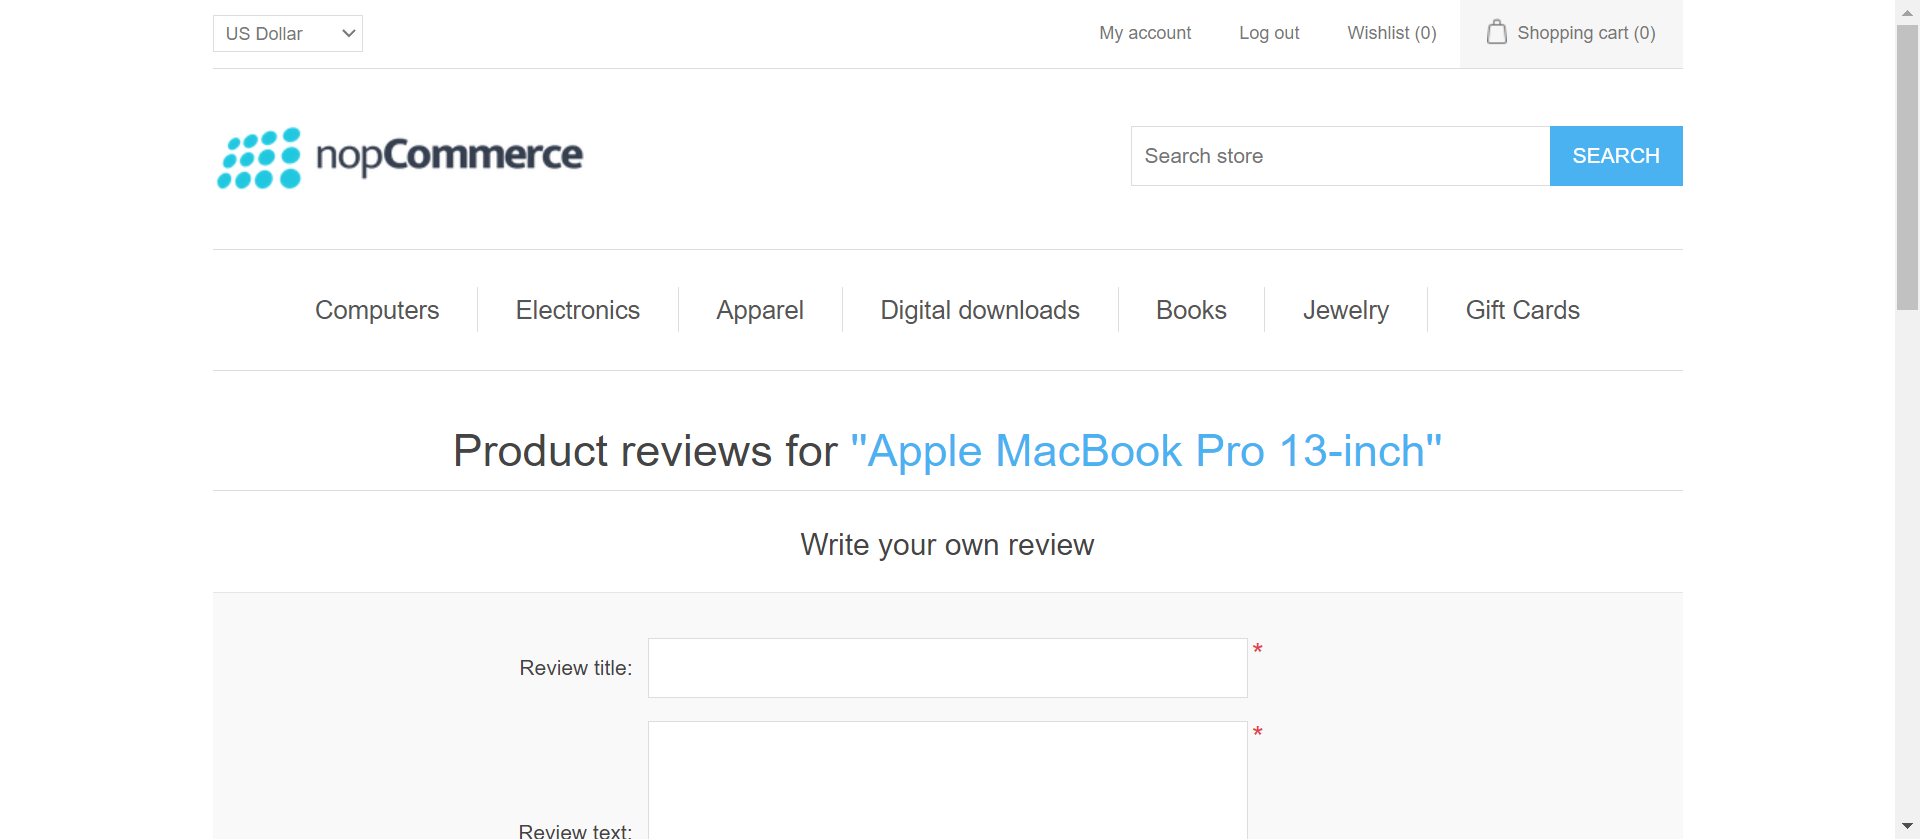 US Dollar
My account
Log out
Wishlist (0)
Shopping cart (0)
nopCommerce
Search store
SEARCH
Computers
Electronics
Apparel
Digital downloads
Books
Jewelry
Gift Cards
Product reviews for "Apple MacBook Pro 13-inch"
Write your own review
Review title:
*
*
Review text: